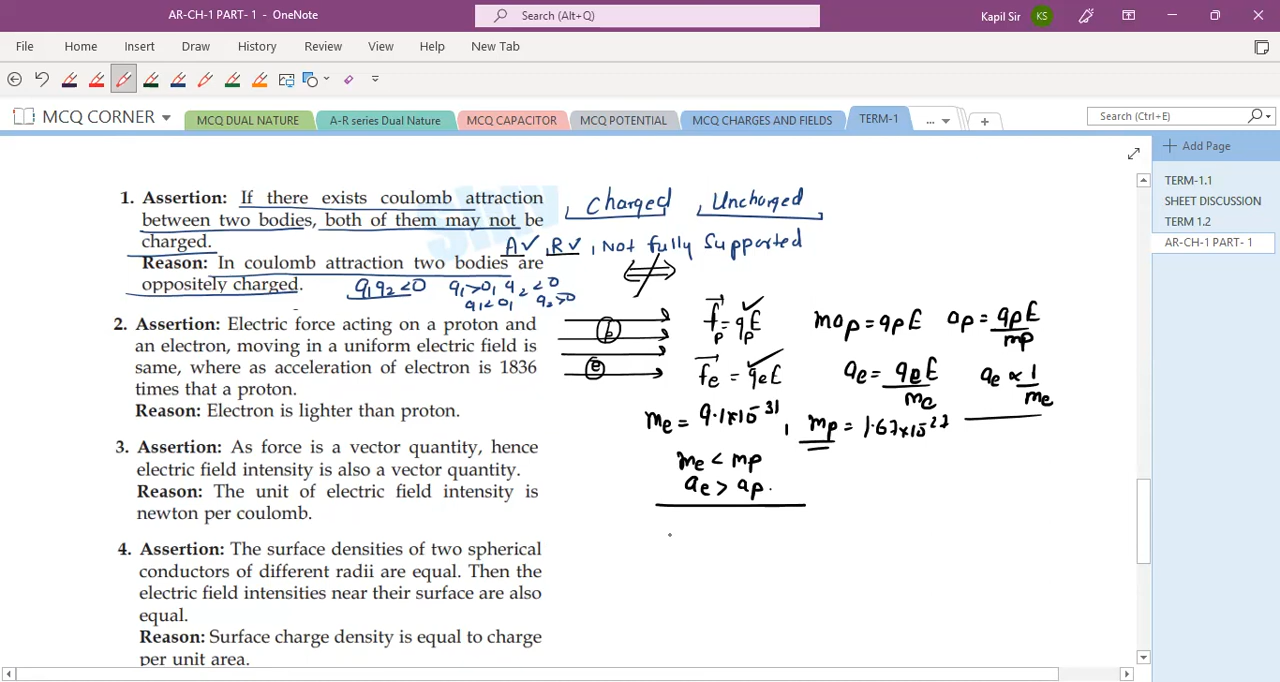 AR-CH-1 PART- 1 - OneNote
Search (Alt+Q)
Kapil Sir
KS
File Home Insert Draw History Review View Help New Tab
MCQ CORNER
MCQ DUAL NATURE
A-R series Dual Nature
MCQ CAPACITOR
MCQ POTENTIAL
MCQ CHARGES AND FIELDS
TERM-1
...
Search (Ctrl+E)
Add Page
TERM-1.1
SHEET DISCUSSION
TERM 1.2
AR-CH-1 PART- 1
1. Assertion: If there exists coulomb attraction
between two bodies, both of them may not be
charged.
Reason: In coulomb attraction two bodies are
oppositely charged.
Charged Uncharged
A✓, R✓, Not fully Supported
q₁q₂<0 q₁>0, q₂<0
q₁<0, q₂>0
2. Assertion: Electric force acting on a proton and
an electron, moving in a uniform electric field is
same, where as acceleration of electron is 1836
times that a proton.
Reason: Electron is lighter than proton.
p
e
Fp = qpE
map = qpE ap = qpE/mp
Fe = qeE
ae = qeE/me ae ∝ 1/me
me = 9.1×10⁻³¹, mp = 1.67×10⁻²⁷
me < mp
ae > ap.
3. Assertion: As force is a vector quantity, hence
electric field intensity is also a vector quantity.
Reason: The unit of electric field intensity is
newton per coulomb.
4. Assertion: The surface densities of two spherical
conductors of different radii are equal. Then the
electric field intensities near their surface are also
equal.
Reason: Surface charge density is equal to charge
per unit area.